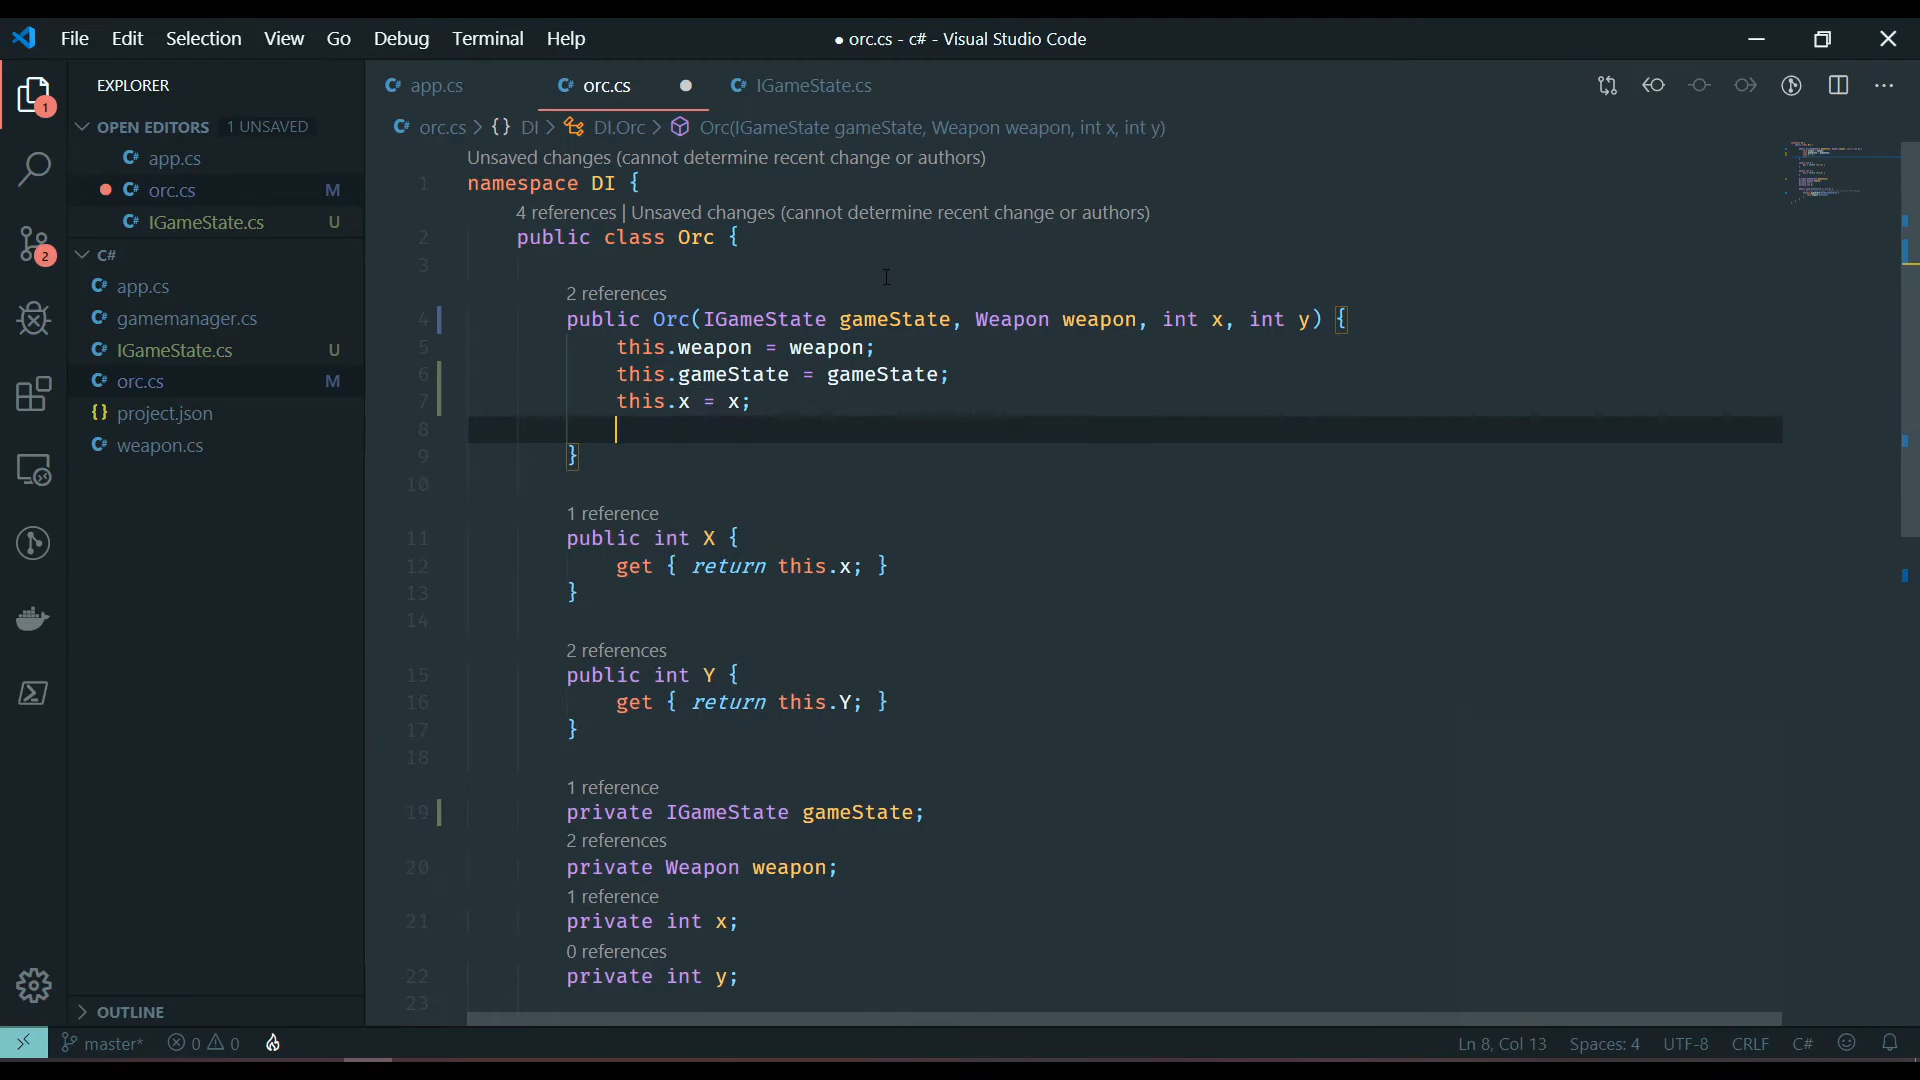 File Edit Selection View Go Debug Terminal Help
● orc.cs - c# - Visual Studio Code
EXPLORER
OPEN EDITORS 1 UNSAVED
app.cs
orc.cs M
IGameState.cs U
C#
app.cs
gamemanager.cs
IGameState.cs U
orc.cs M
project.json
weapon.cs
OUTLINE
1
2
app.cs orc.cs IGameState.cs
orc.cs > {} DI > DI.Orc > Orc(IGameState gameState, Weapon weapon, int x, int y)
Unsaved changes (cannot determine recent change or authors)
1 namespace DI {
4 references | Unsaved changes (cannot determine recent change or authors)
2 public class Orc {
3
2 references
4 public Orc(IGameState gameState, Weapon weapon, int x, int y) {
5 this.weapon = weapon;
6 this.gameState = gameState;
7 this.x = x;
8
9 }
10
1 reference
11 public int X {
12 get { return this.x; }
13 }
14
2 references
15 public int Y {
16 get { return this.Y; }
17 }
18
1 reference
19 private IGameState gameState;
2 references
20 private Weapon weapon;
1 reference
21 private int x;
0 references
22 private int y;
23
master* 0 0 Ln 8, Col 13 Spaces: 4 UTF-8 CRLF C#